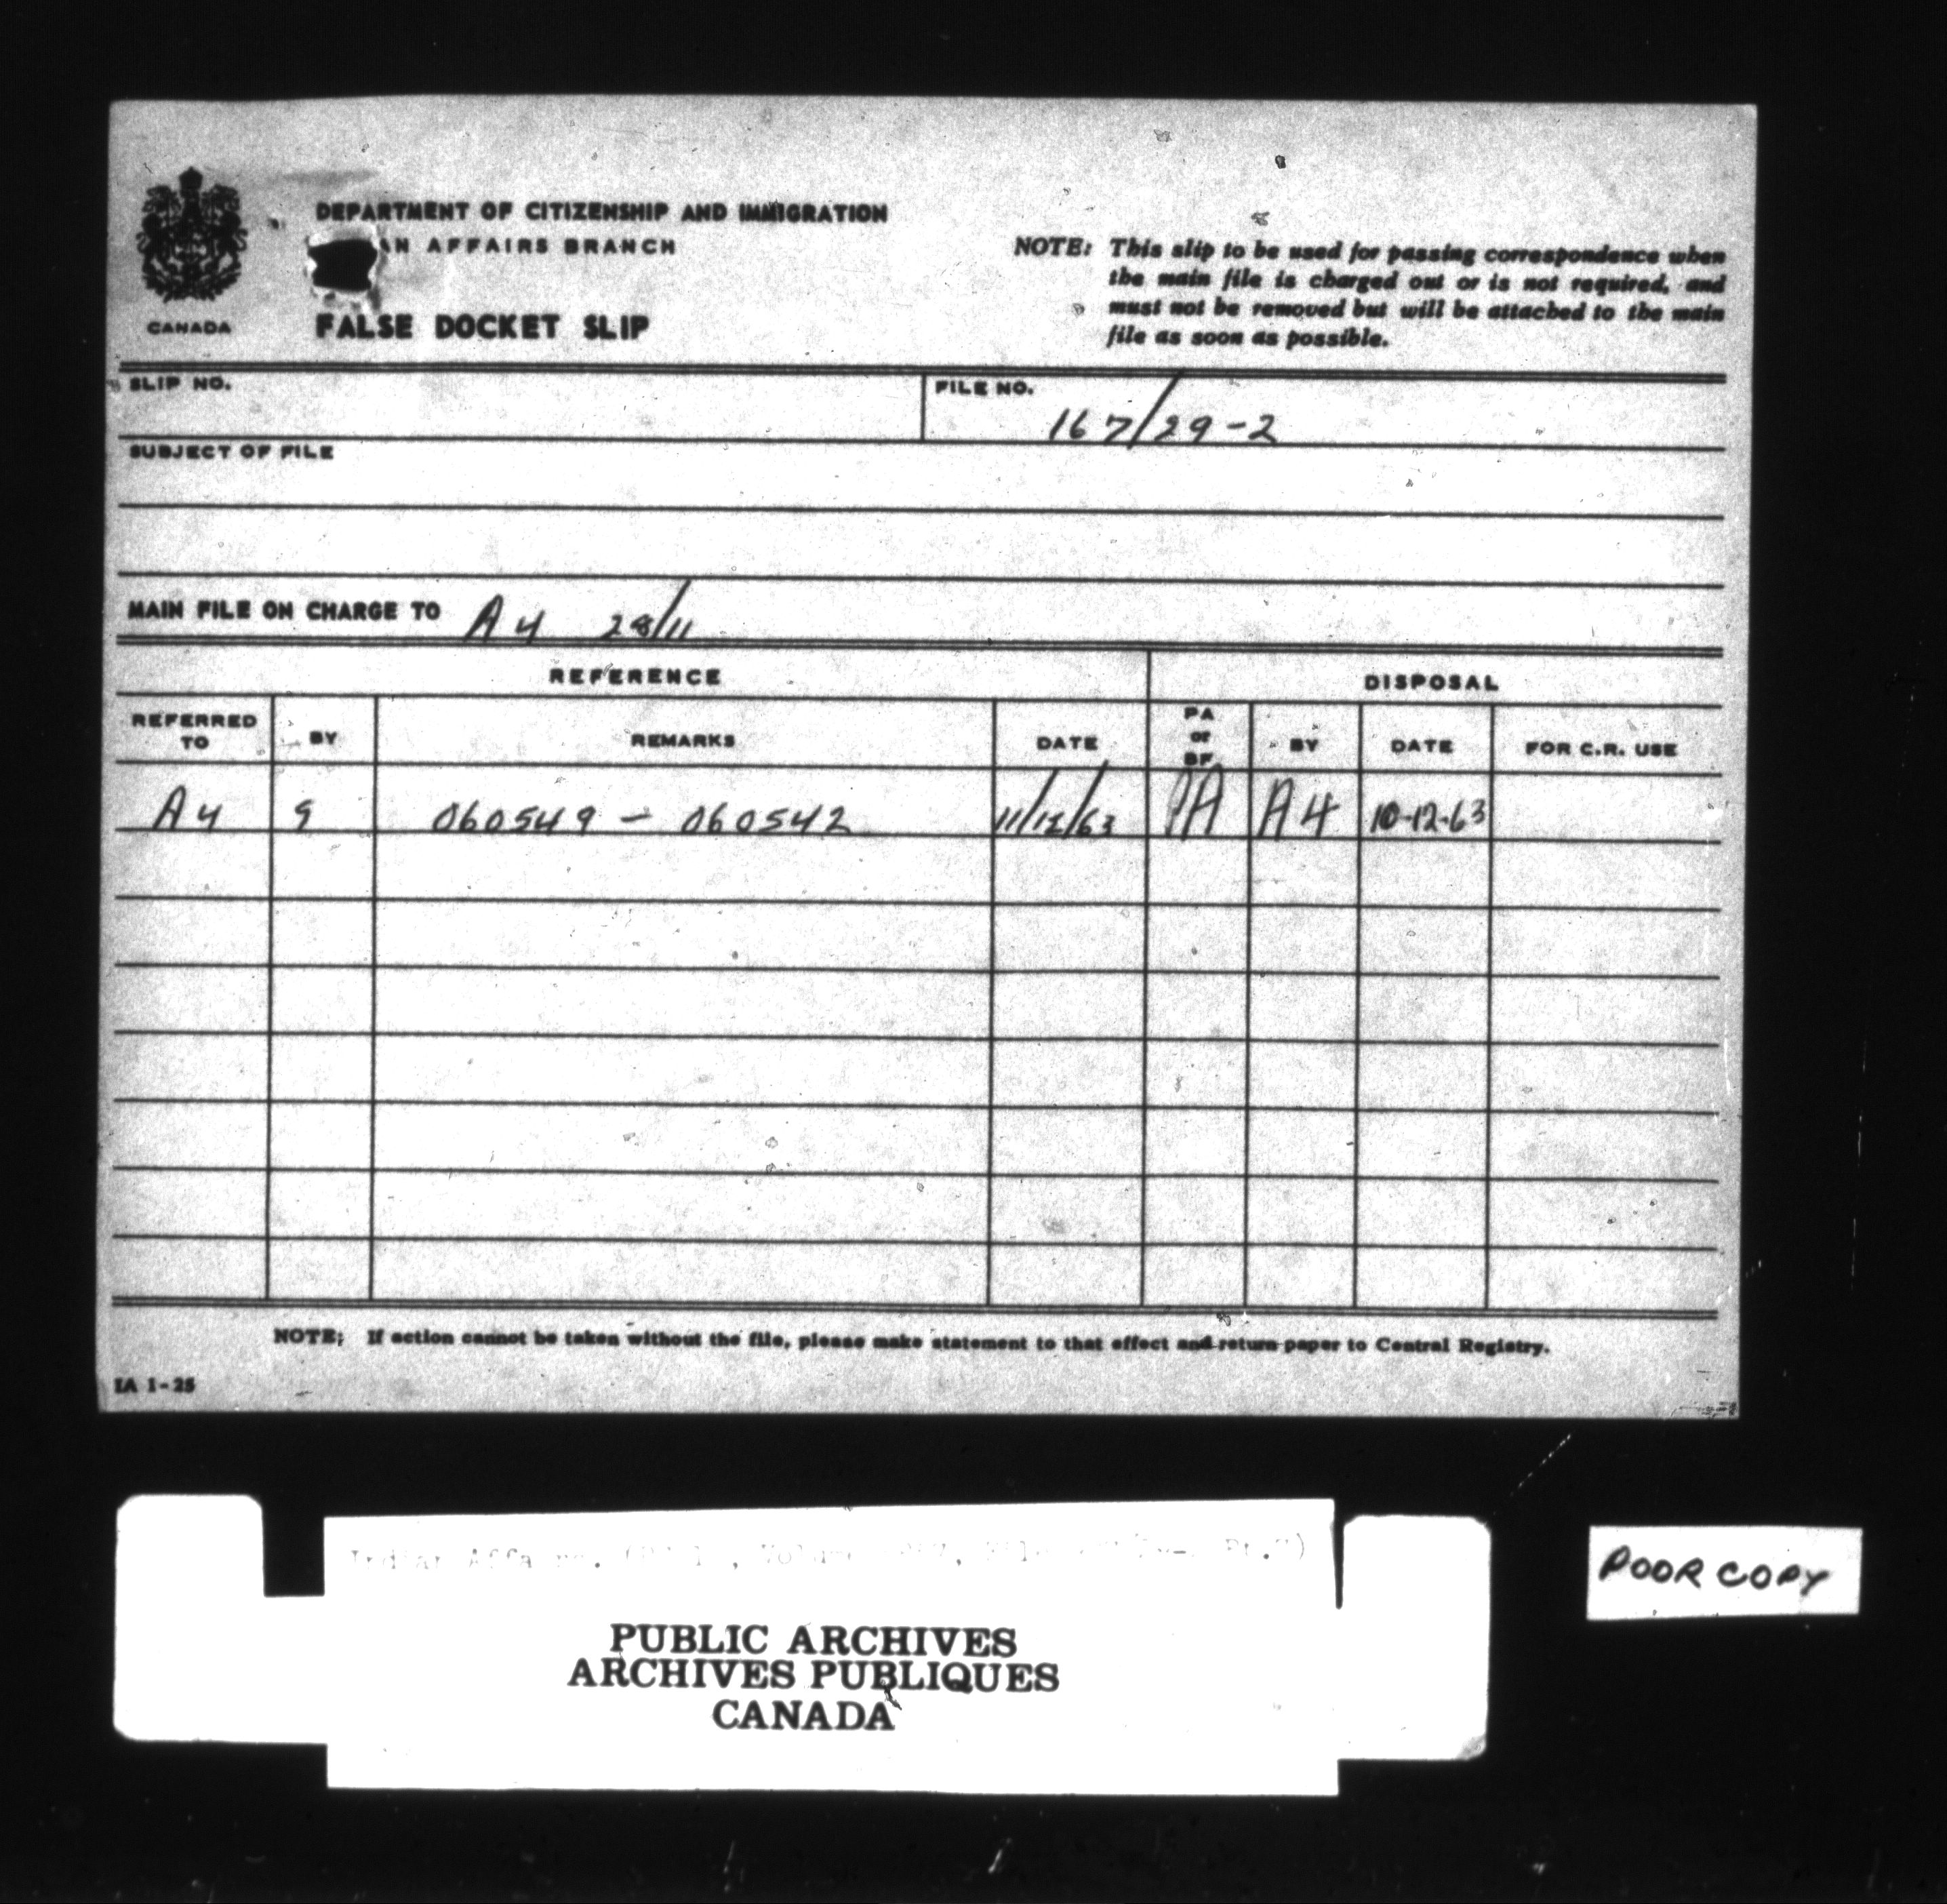 DEPARTMENT OF CITIZENSHIP AND IMMIGRATION
AN AFFAIRS BRANCH
CANADA
FALSE DOCKET SLIP
NOTE: This slip to be used for passing correspondence when
the main file is charged out or is not required, and
must not be removed but will be attached to the main
file as soon as possible.
SLIP NO.
FILE NO.
167/29-2
SUBJECT OF FILE
MAIN FILE ON CHARGE TO A4 28/11
REFERENCE DISPOSAL
REFERRED TO BY REMARKS DATE PA or BF BY DATE FOR C.R. USE
A4 9 060549 - 060542 11/12/63 PA A4 10-12-63
NOTE: If action cannot be taken without the file, please make statement to that effect and return paper to Central Registry.
IA 1-25
Indian Affairs.
PUBLIC ARCHIVES
ARCHIVES PUBLIQUES
CANADA
POOR COPY